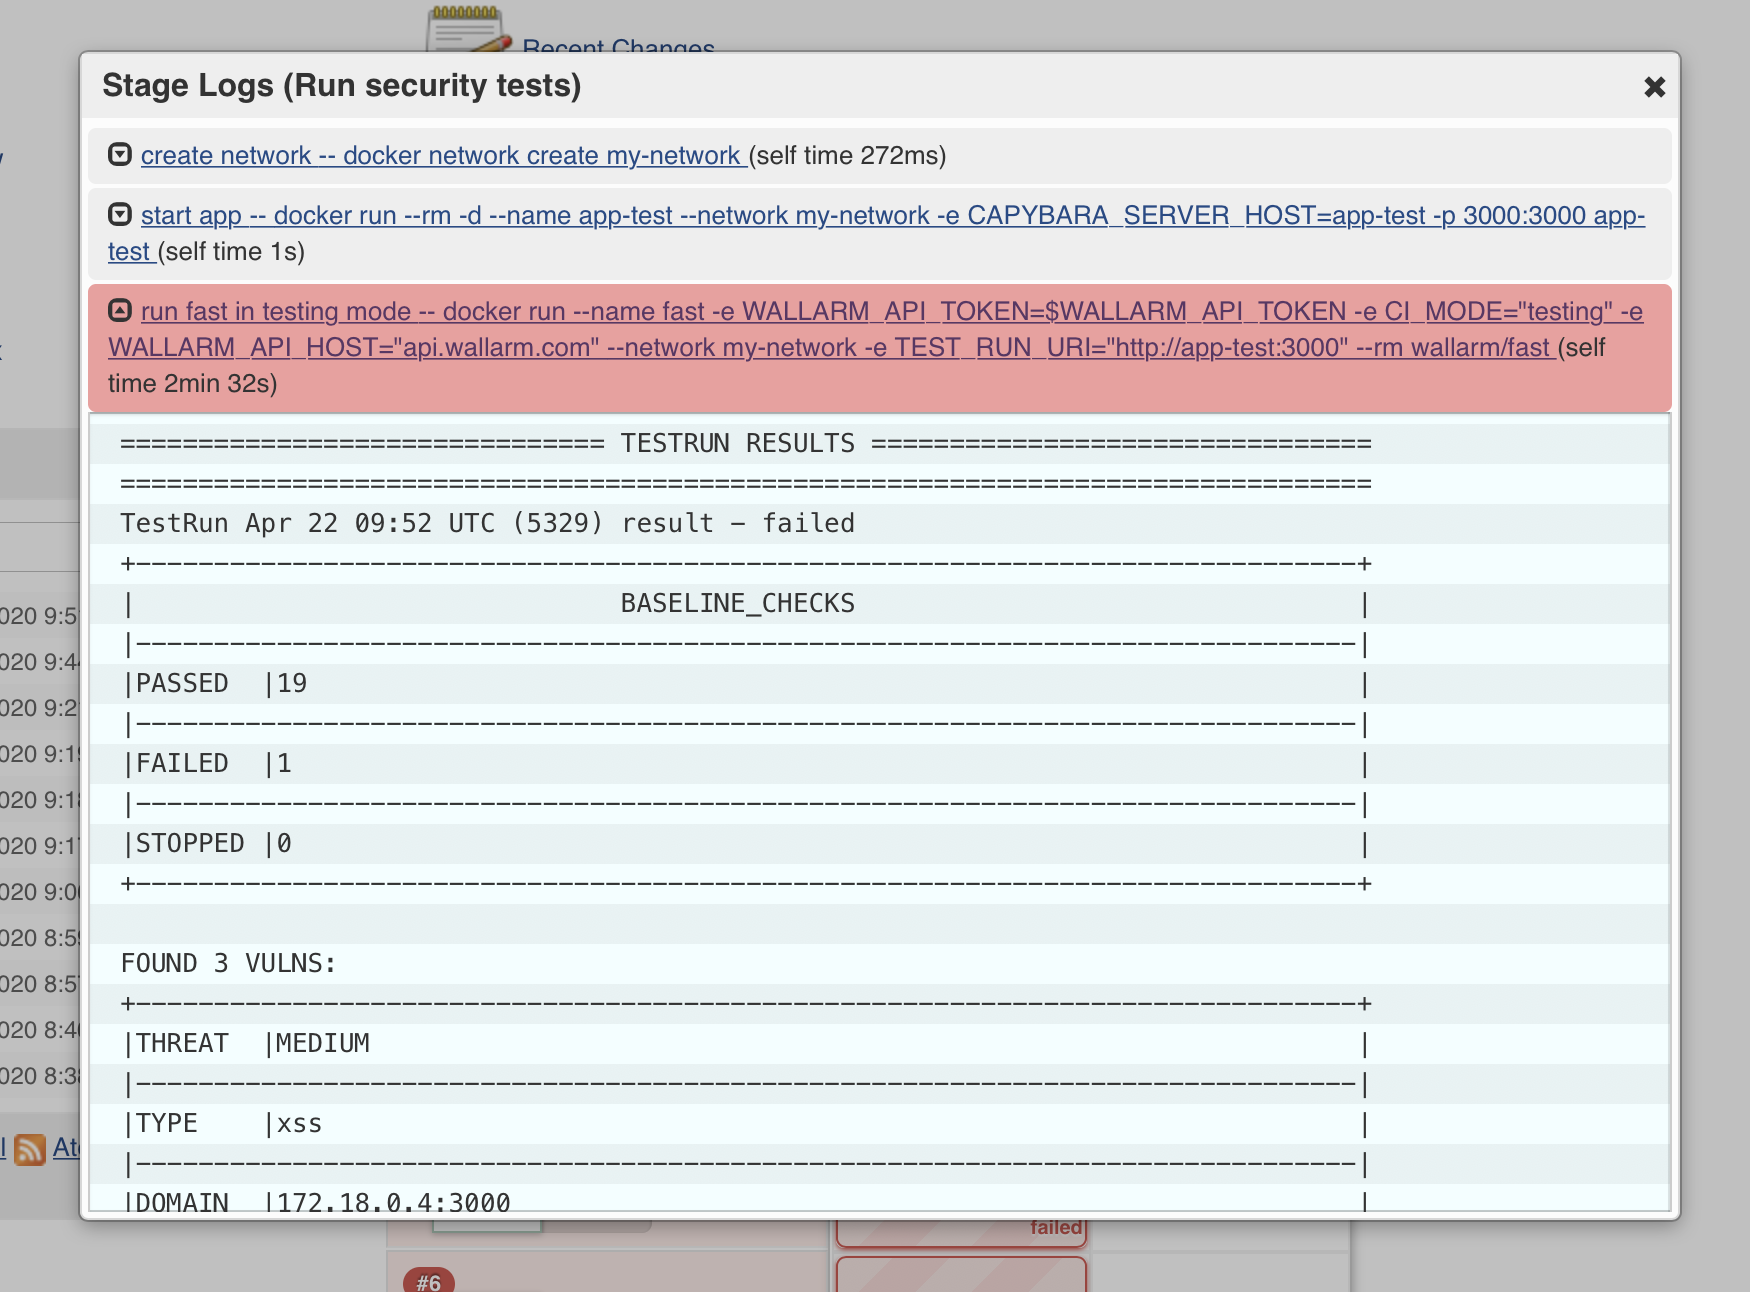 Recent Changes
Stage Logs (Run security tests)
create network -- docker network create my-network (self time 272ms)
start app -- docker run --rm -d --name app-test --network my-network -e CAPYBARA_SERVER_HOST=app-test -p 3000:3000 app-
test (self time 1s)
run fast in testing mode -- docker run --name fast -e WALLARM_API_TOKEN=$WALLARM_API_TOKEN -e CI_MODE="testing" -e
WALLARM_API_HOST="api.wallarm.com" --network my-network -e TEST_RUN_URI="http://app-test:3000" --rm wallarm/fast (self
time 2min 32s)
=============================== TESTRUN RESULTS ================================
================================================================================
TestRun Apr 22 09:52 UTC (5329) result - failed
+------------------------------------------------------------------------------+
| BASELINE_CHECKS |
|------------------------------------------------------------------------------|
|PASSED |19 |
|------------------------------------------------------------------------------|
|FAILED |1 |
|------------------------------------------------------------------------------|
|STOPPED |0 |
+------------------------------------------------------------------------------+
FOUND 3 VULNS:
+------------------------------------------------------------------------------+
|THREAT |MEDIUM |
|------------------------------------------------------------------------------|
|TYPE |xss |
|------------------------------------------------------------------------------|
|DOMAIN |172.18.0.4:3000 |
020 9:5
020 9:4
020 9:2
020 9:1
020 9:1
020 9:1
020 9:0
020 8:5
020 8:5
020 8:4
020 8:3
failed
#6